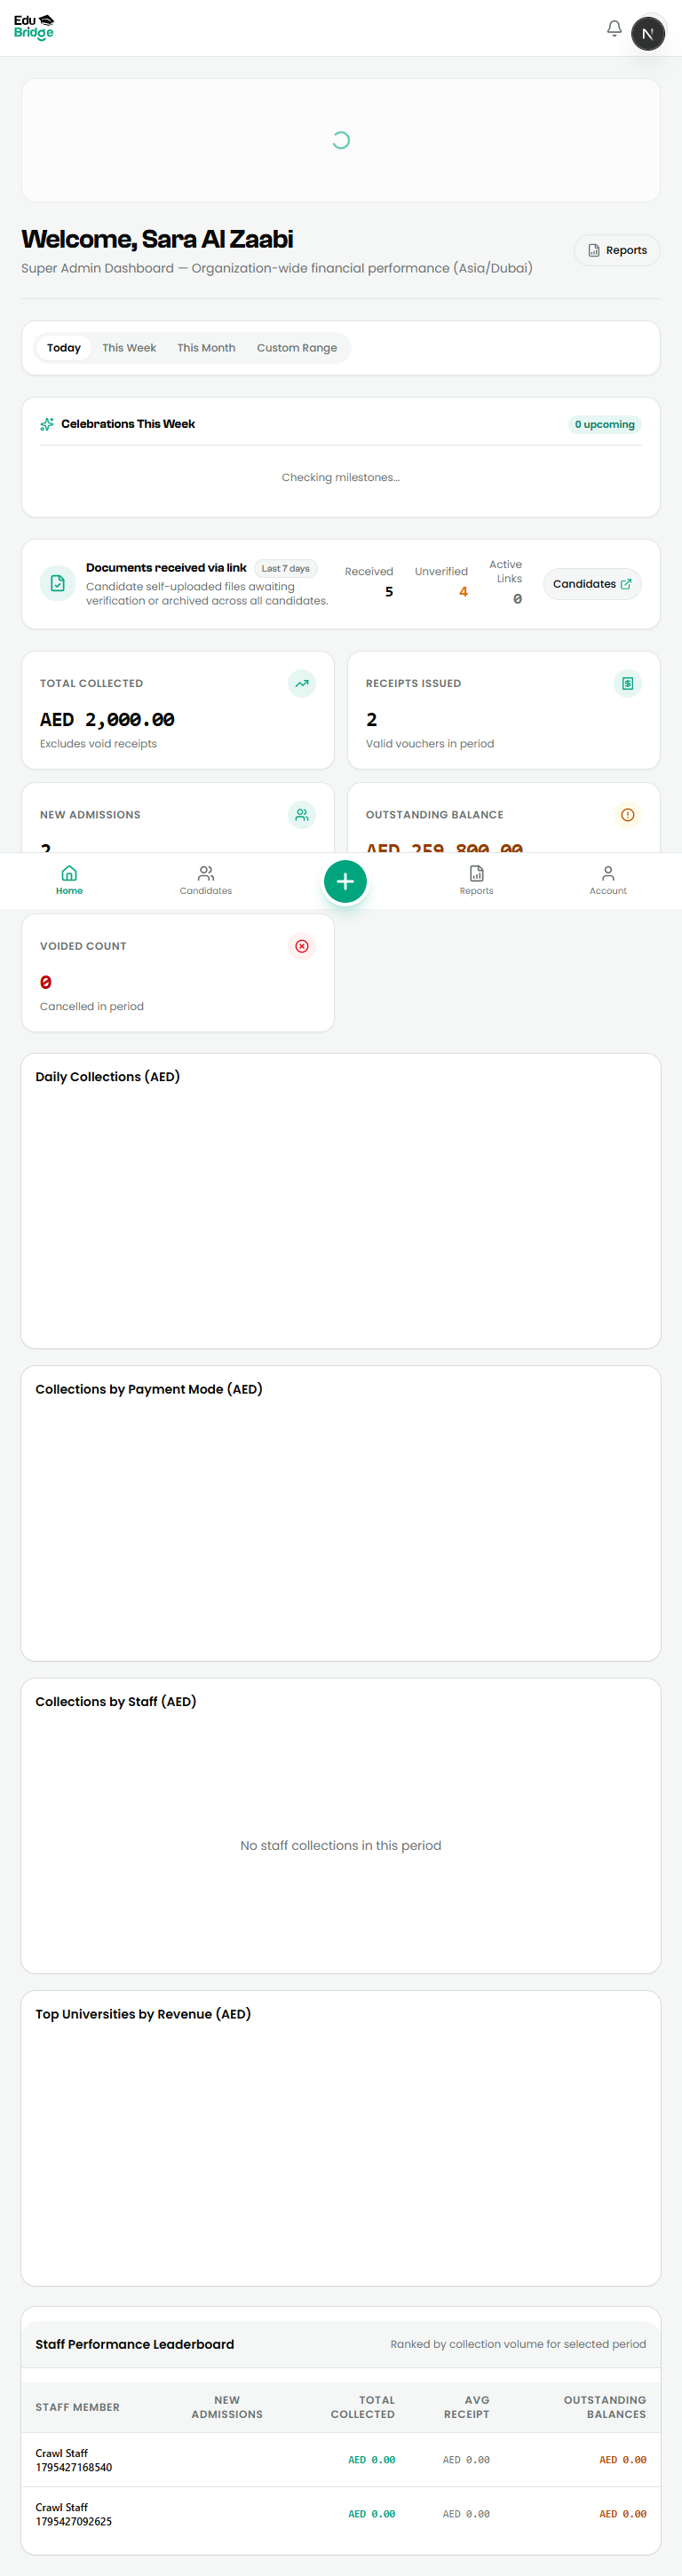 Edu
Bridge
N
Welcome, Sara Al Zaabi
Super Admin Dashboard — Organization-wide financial performance (Asia/Dubai)
Reports
Today
This Week
This Month
Custom Range
Celebrations This Week
0 upcoming
Checking milestones...
Documents received via link
Last 7 days
Candidate self-uploaded files awaiting
verification or archived across all candidates.
Received
5
Unverified
4
Active
Links
0
Candidates
TOTAL COLLECTED
AED 2,000.00
Excludes void receipts
RECEIPTS ISSUED
2
Valid vouchers in period
NEW ADMISSIONS
2
OUTSTANDING BALANCE
AED 259,800.00
Home
Candidates
Reports
Account
VOIDED COUNT
0
Cancelled in period
Daily Collections (AED)
Collections by Payment Mode (AED)
Collections by Staff (AED)
No staff collections in this period
Top Universities by Revenue (AED)
Staff Performance Leaderboard
Ranked by collection volume for selected period
STAFF MEMBER
NEW
ADMISSIONS
TOTAL
COLLECTED
AVG
RECEIPT
OUTSTANDING
BALANCES
Crawl Staff
1795427168540
AED 0.00
AED 0.00
AED 0.00
Crawl Staff
1795427092625
AED 0.00
AED 0.00
AED 0.00